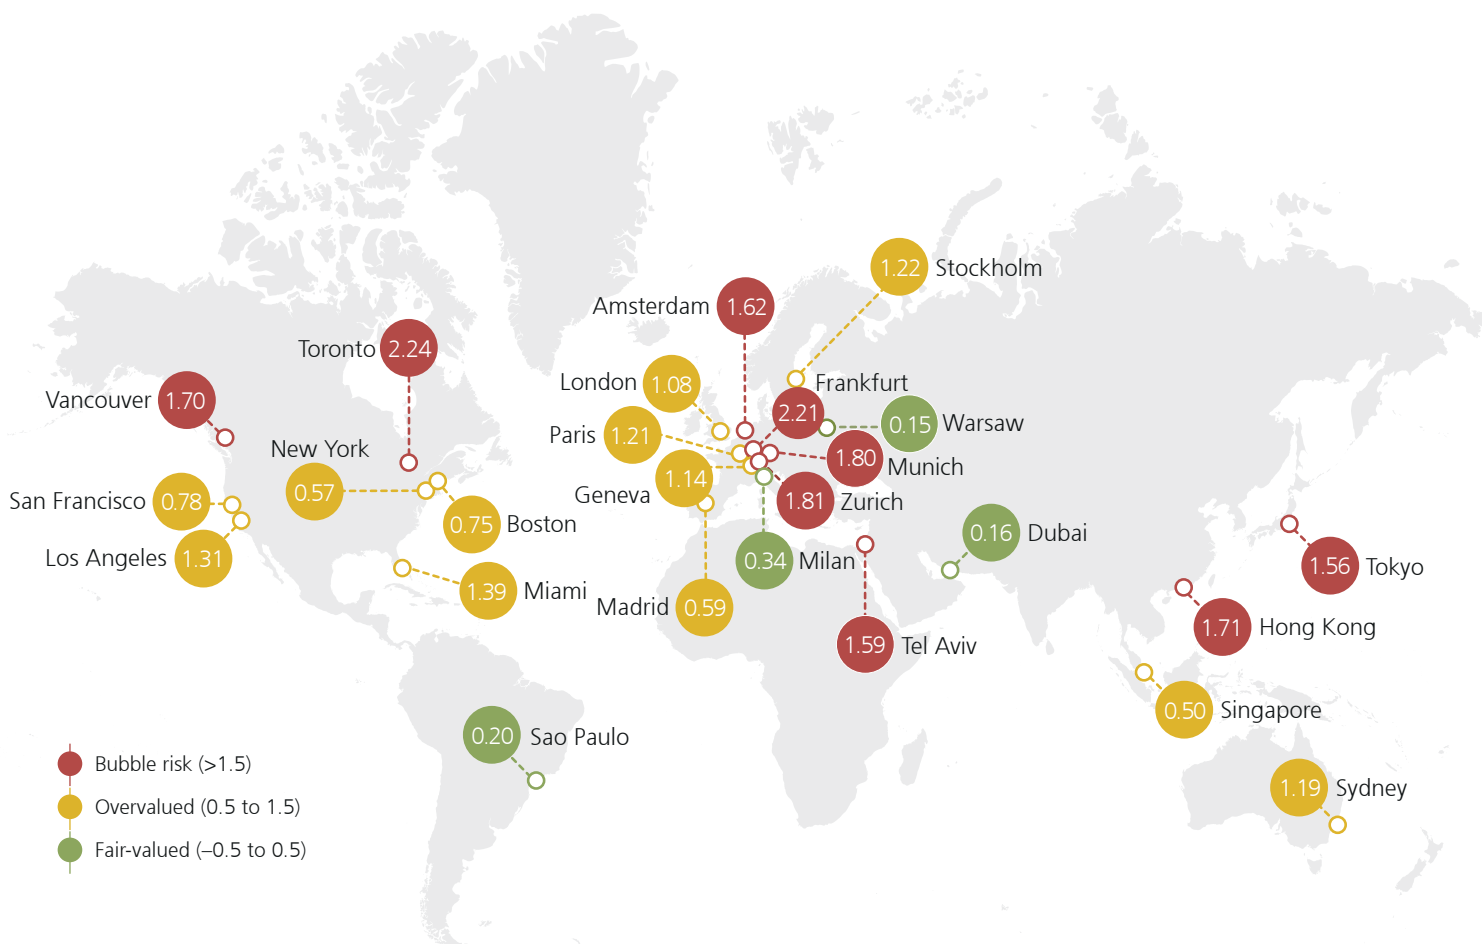 1.22 Stockholm
Amsterdam 1.62
Toronto 2.24
London 1.08
Frankfurt
2.21
Vancouver 1.70
0.15 Warsaw
Paris 1.21
New York
0.57
1.80 Munich
1.14
Geneva
San Francisco 0.78
1.81 Zurich
0.75 Boston
0.16 Dubai
Los Angeles 1.31
0.34 Milan
1.56 Tokyo
1.39 Miami
Madrid 0.59
1.71 Hong Kong
1.59 Tel Aviv
0.50 Singapore
0.20 Sao Paulo
1.19 Sydney
Bubble risk (>1.5)
Overvalued (0.5 to 1.5)
Fair-valued (–0.5 to 0.5)